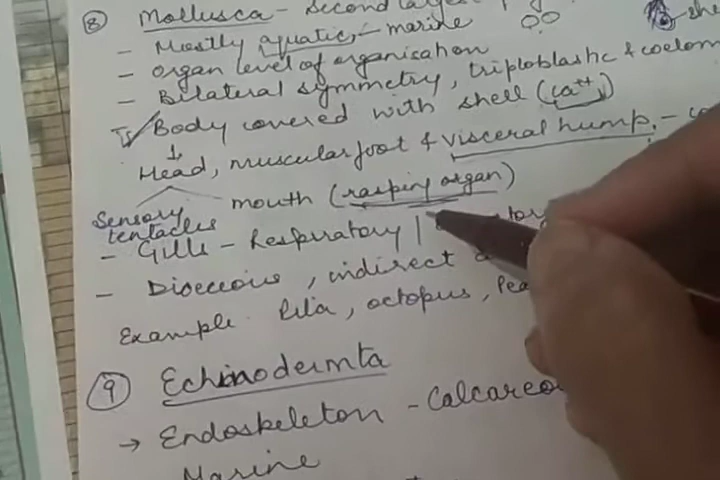 ⑧ Mollusca - Second largest
- Mostly aquatic, - marine
- organ level of organisation
- Bilateral symmetry, triploblastic & coelom
Body covered with shell (Ca++)
Head, muscular foot & visceral hump. -
Sensory tentacles mouth (rasping organ)
- Gills - Respiratory |
- Dioecious, indirect
Example. Pila, octopus, Pea
⑨ Echinodermta
→ Endoskeleton - Calcareo
Marine